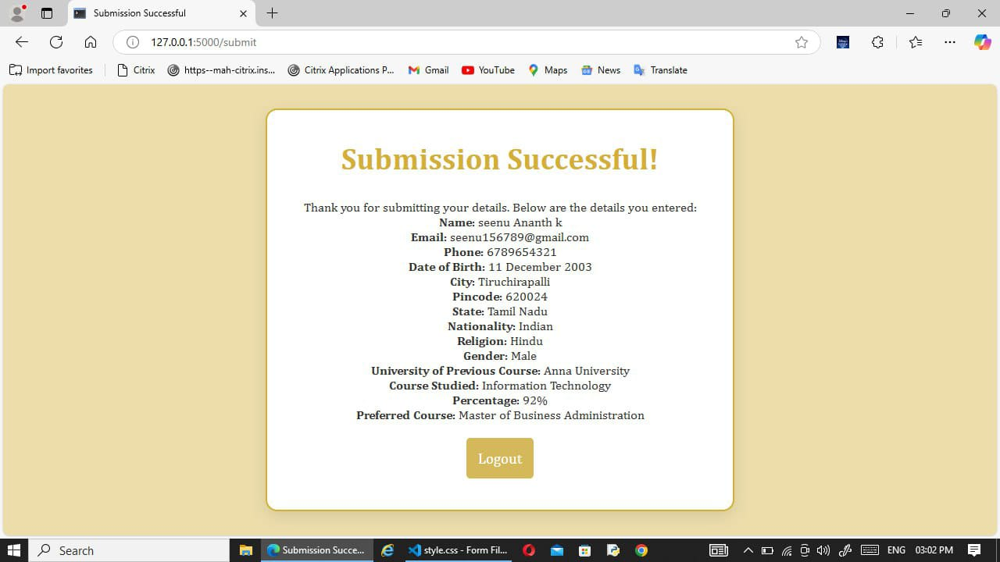 Submission Successful
127.0.0.1:5000/submit
Import favorites
Citrix
https--mah-citrix.ins...
Citrix Applications P...
Gmail
YouTube
Maps
News
Translate
Submission Successful!
Thank you for submitting your details. Below are the details you entered:
Name: seenu Ananth k
Email: seenu156789@gmail.com
Phone: 6789654321
Date of Birth: 11 December 2003
City: Tiruchirapalli
Pincode: 620024
State: Tamil Nadu
Nationality: Indian
Religion: Hindu
Gender: Male
University of Previous Course: Anna University
Course Studied: Information Technology
Percentage: 92%
Preferred Course: Master of Business Administration
Logout
Search
Submission Succe...
style.css - Form Fil...
ENG
03:02 PM